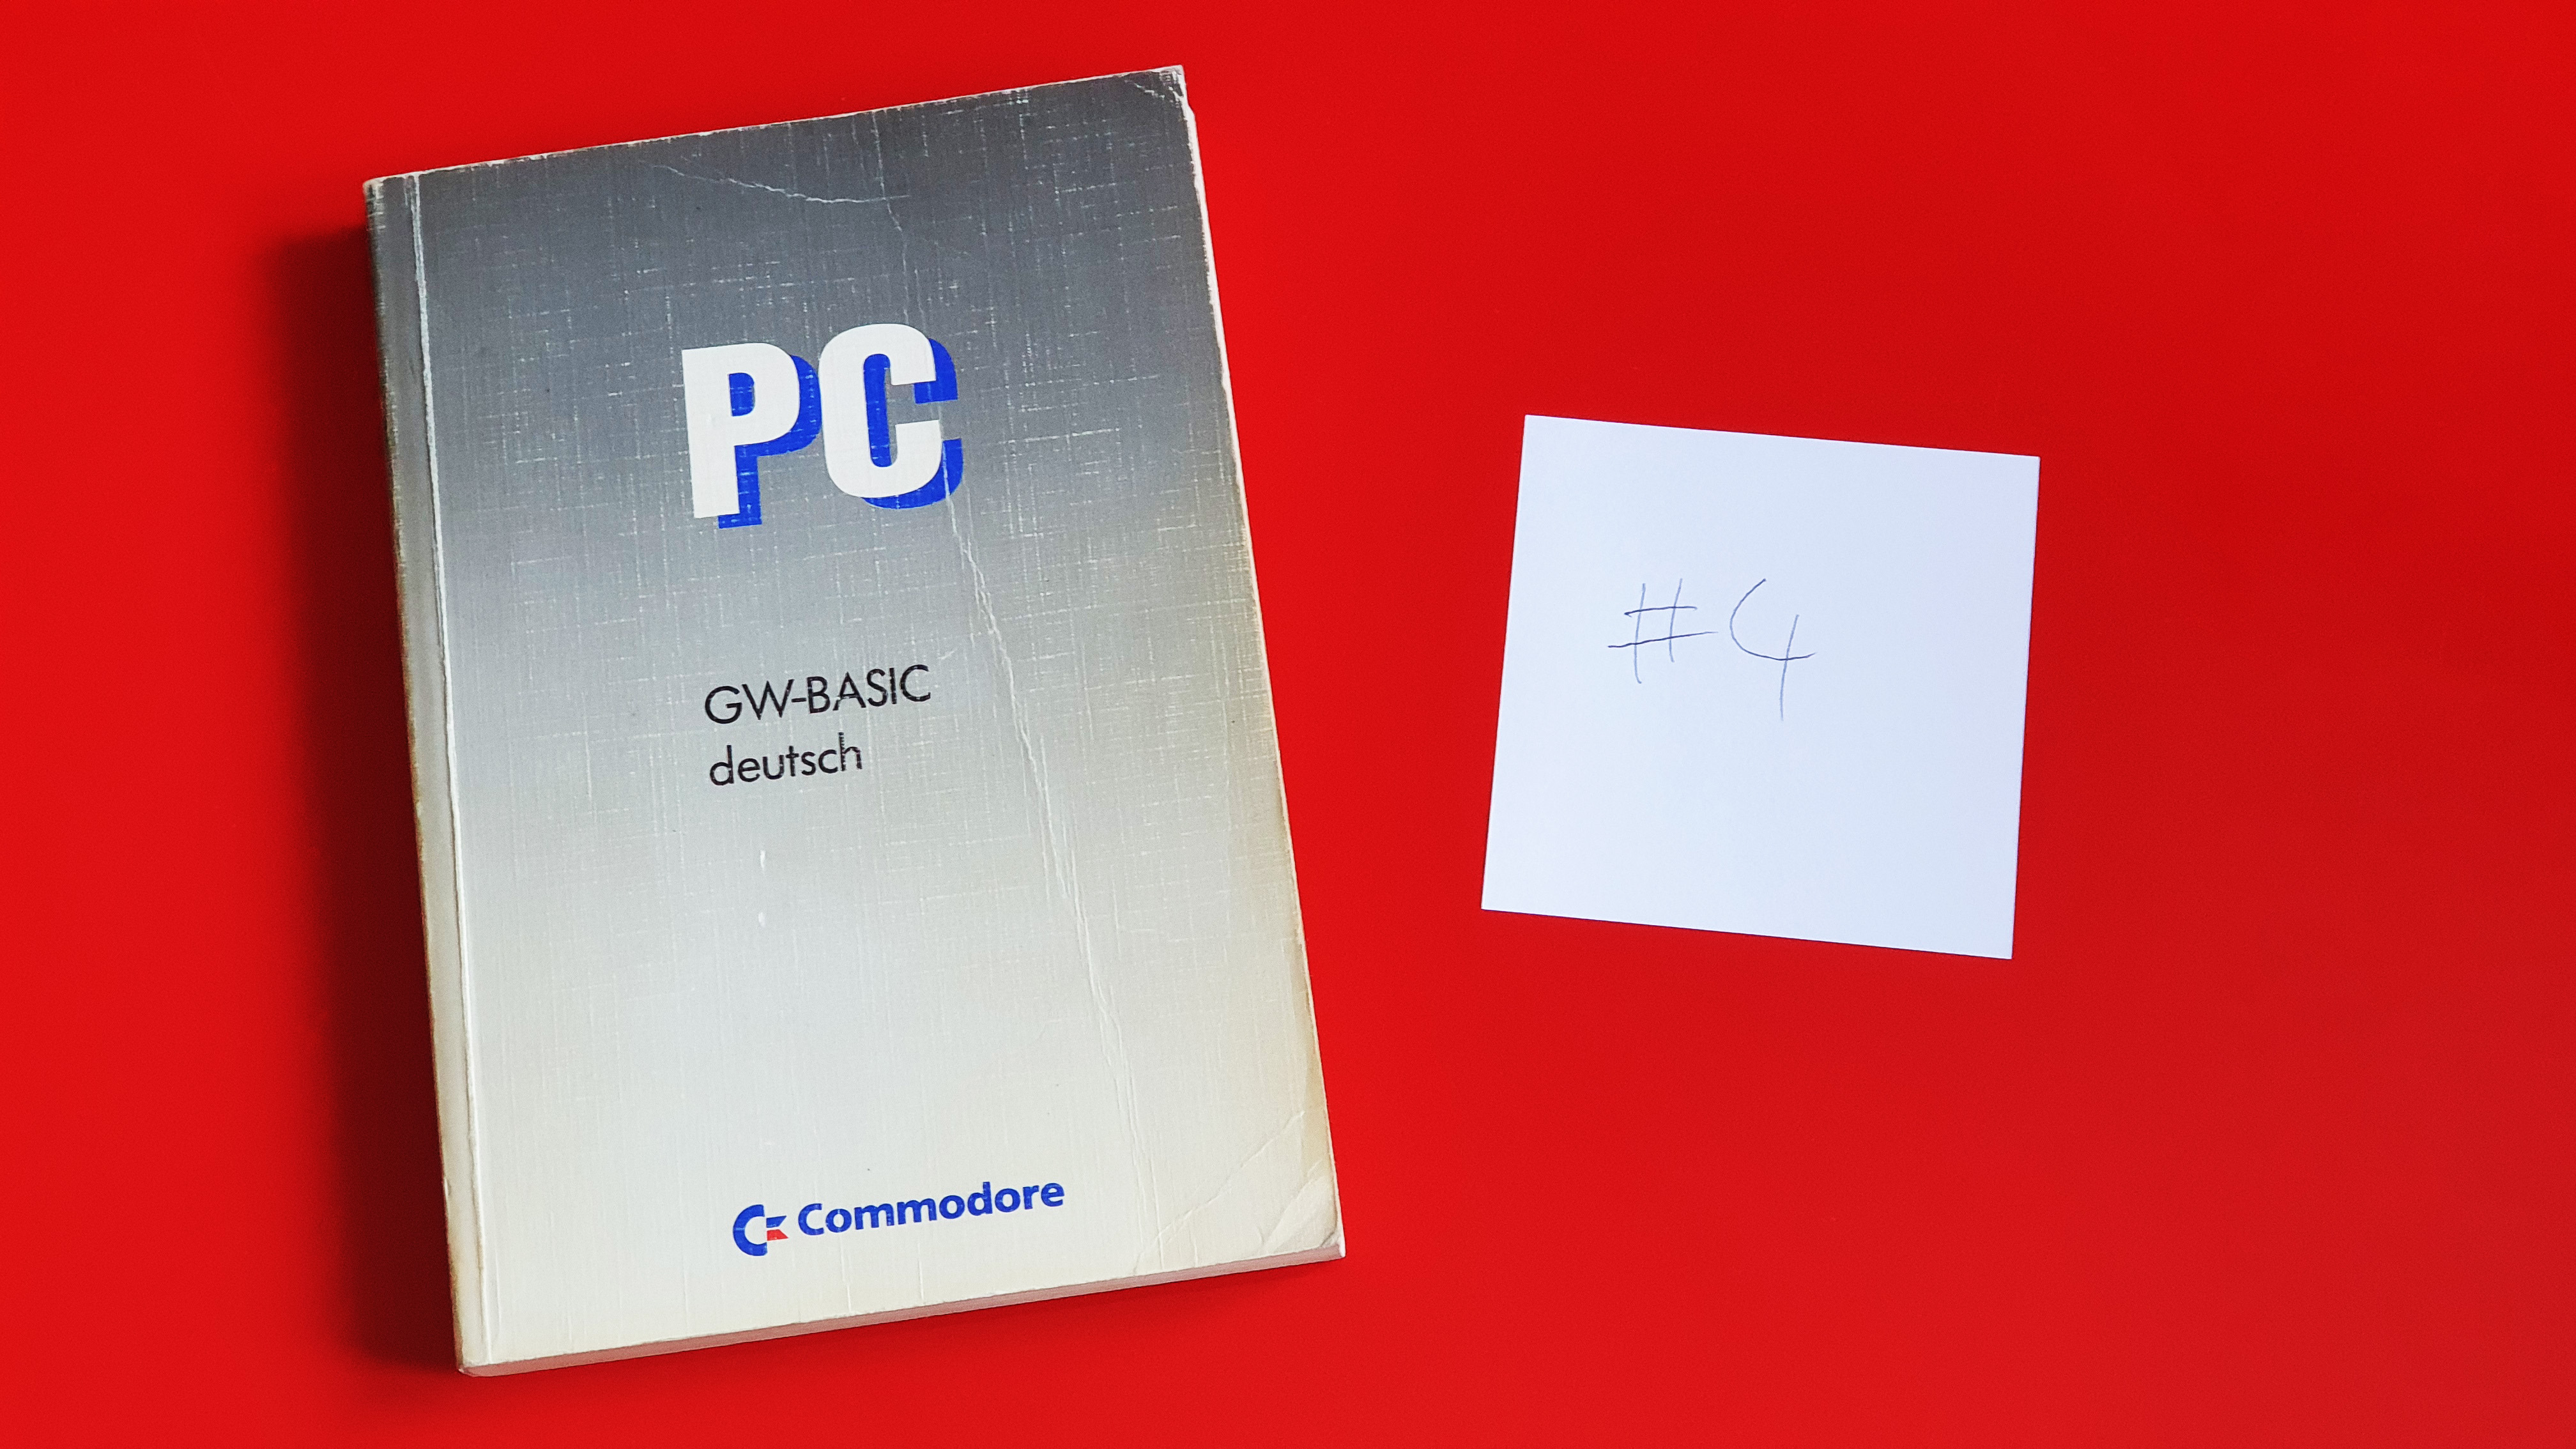 PC
GW-BASIC
deutsch
Commodore
#4